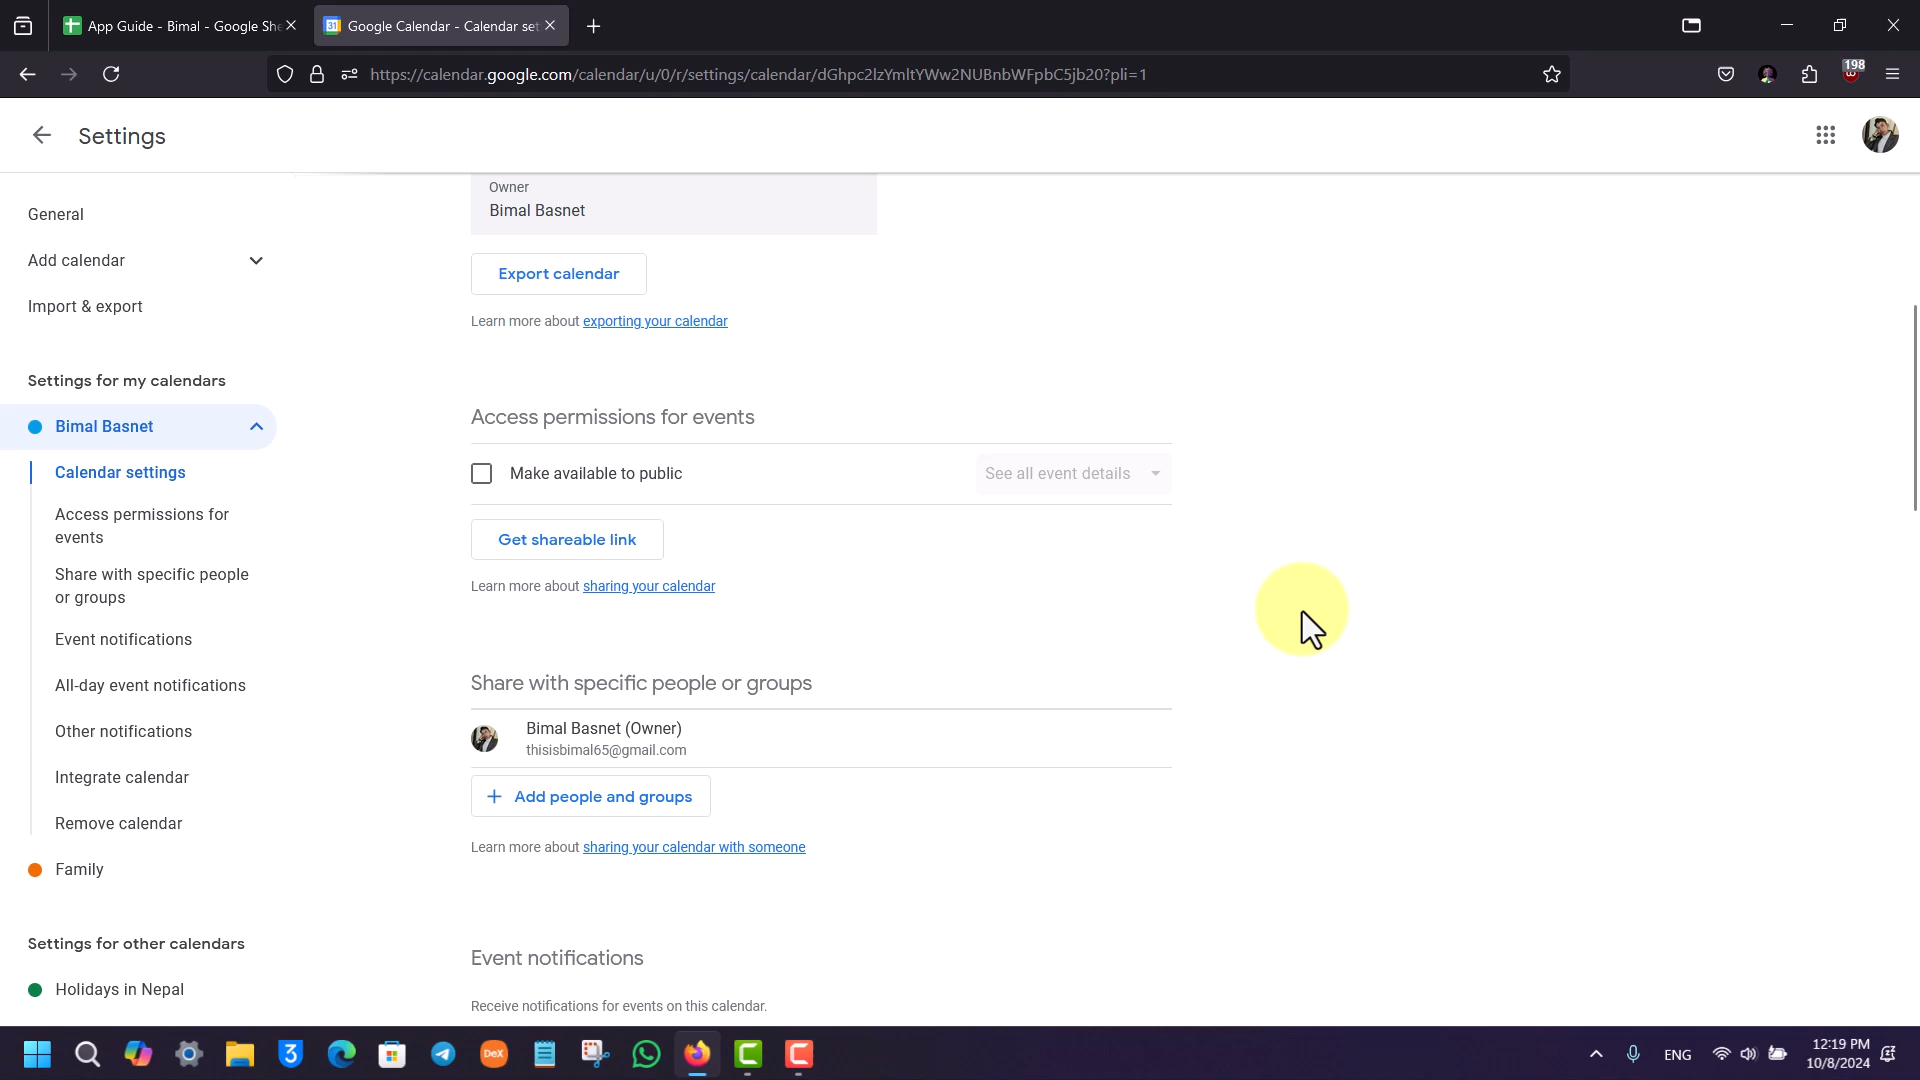 App Guide - Bimal - Google She
Google Calendar - Calendar set
https://calendar.google.com/calendar/u/0/r/settings/calendar/dGhpc2lzYmltYWw2NUBnbWFpbC5jb20?pli=1
198
Settings
General
Add calendar
Import & export
Settings for my calendars
Bimal Basnet
Calendar settings
Access permissions for
events
Share with specific people
or groups
Event notifications
All-day event notifications
Other notifications
Integrate calendar
Remove calendar
Family
Settings for other calendars
Holidays in Nepal
Owner
Bimal Basnet
Export calendar
Learn more about exporting your calendar
Access permissions for events
Make available to public
See all event details
Get shareable link
Learn more about sharing your calendar
Share with specific people or groups
Bimal Basnet (Owner)
thisisbimal65@gmail.com
Add people and groups
Learn more about sharing your calendar with someone
Event notifications
Receive notifications for events on this calendar.
31
3
DeX
ENG
12:19 PM
10/8/2024